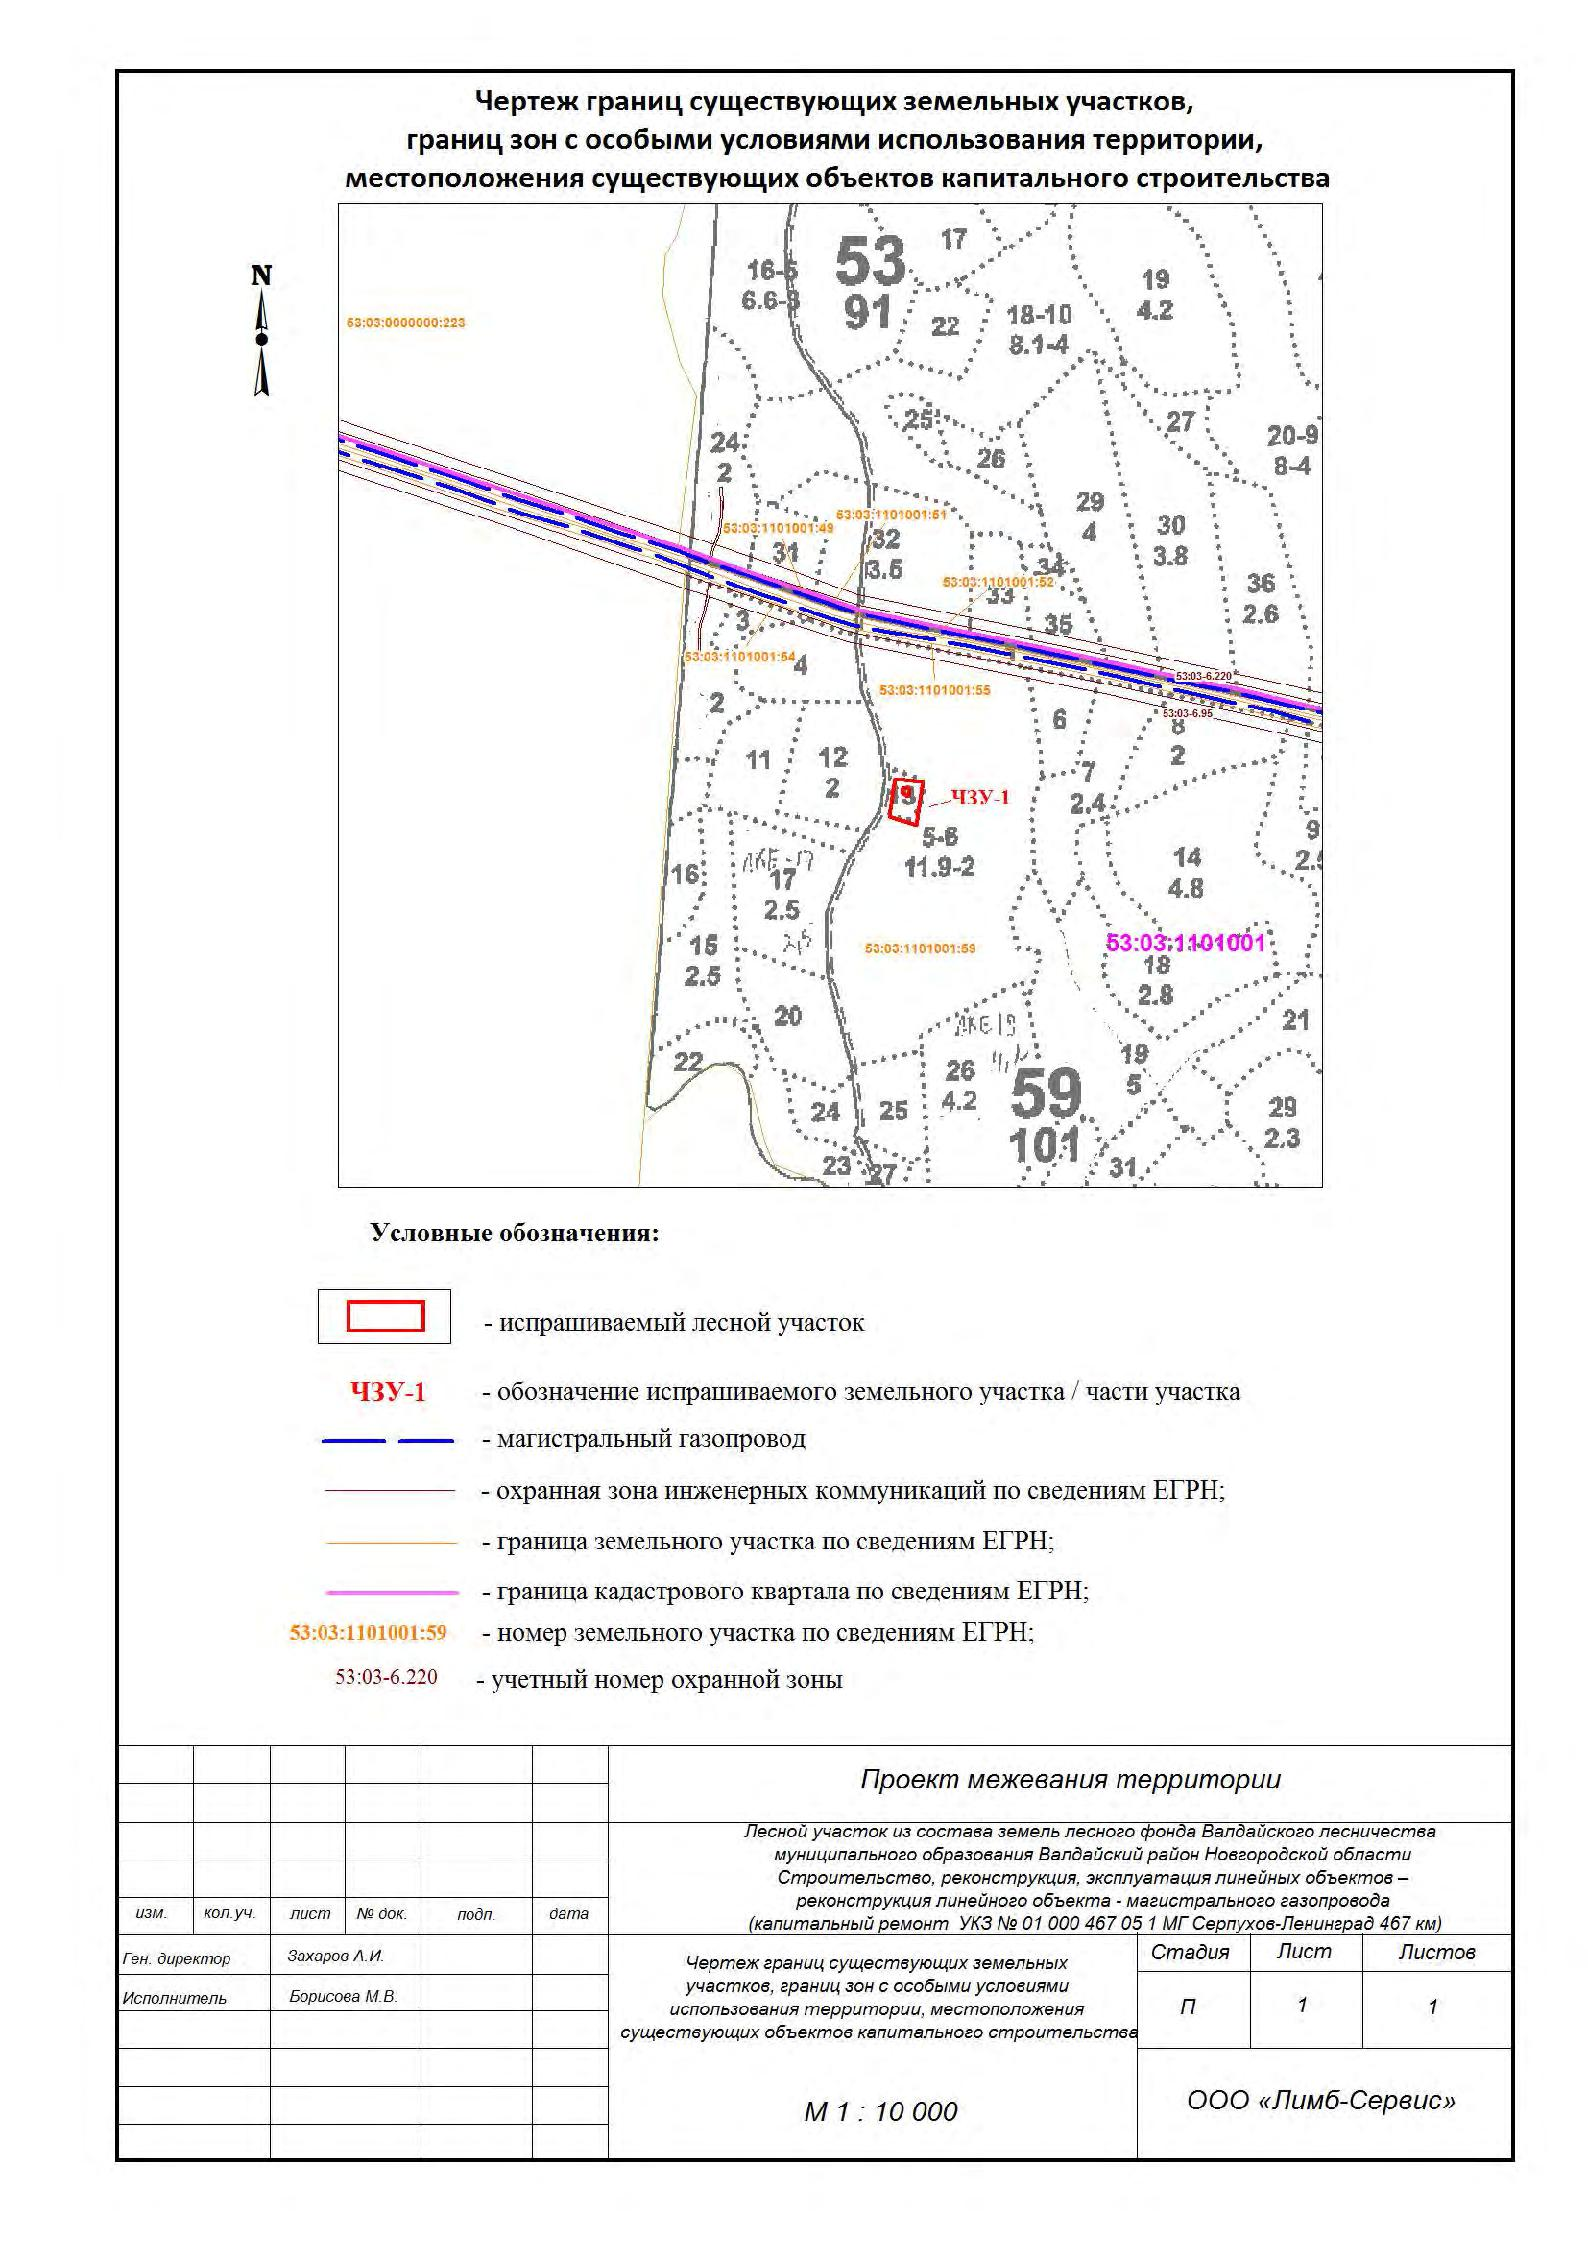 Чертеж границ существующих земельных участков,
границ зон с особыми условиями использования территории,
местоположения существующих объектов капитального строительства
N
53:03:0000000:223
16-5
6.6-3
53
91
17
19
4.2
22
18-10
8.1-4
25
26
27
20-9
8-4
24
2
53:03:1101001:49
53:03:1101001:51
31
32
3.5
29
4
30
3.8
34
53:03:1101001:52
33
36
2.6
3
35
53:03:1101001:54
4
53:03:1101001:55
53:03-6.220
53:03-6.95
2
6
8
2
11
12
2
7
2.4
ЧЗУ-1
5-6
11.9-2
9
14
4.8
16
17
2.5
53:03:1101001:59
53:03:1101001
15
2.5
18
2.8
20
21
22
19
5
26
4.2
59
101
24
25
29
2.3
23
27
31
Условные обозначения:
- испрашиваемый лесной участок
ЧЗУ-1 - обозначение испрашиваемого земельного участка / части участка
- магистральный газопровод
- охранная зона инженерных коммуникаций по сведениям ЕГРН;
- граница земельного участка по сведениям ЕГРН;
- граница кадастрового квартала по сведениям ЕГРН;
53:03:1101001:59 - номер земельного участка по сведениям ЕГРН;
53:03-6.220 - учетный номер охранной зоны
Проект межевания территории
Лесной участок из состава земель лесного фонда Валдайского лесничества
муниципального образования Валдайский район Новгородской области
Строительство, реконструкция, эксплуатация линейных объектов –
реконструкция линейного объекта - магистрального газопровода
(капитальный ремонт УКЗ № 01 000 467 05 1 МГ Серпухов-Ленинград 467 км)
изм. кол.уч. лист № док. подп. дата
Ген. директор Захаров А.И.
Исполнитель Борисова М.В.
Чертеж границ существующих земельных
участков, границ зон с особыми условиями
использования территории, местоположения
существующих объектов капитального строительства
М 1 : 10 000
Стадия Лист Листов
П 1 1
ООО «Лимб-Сервис»